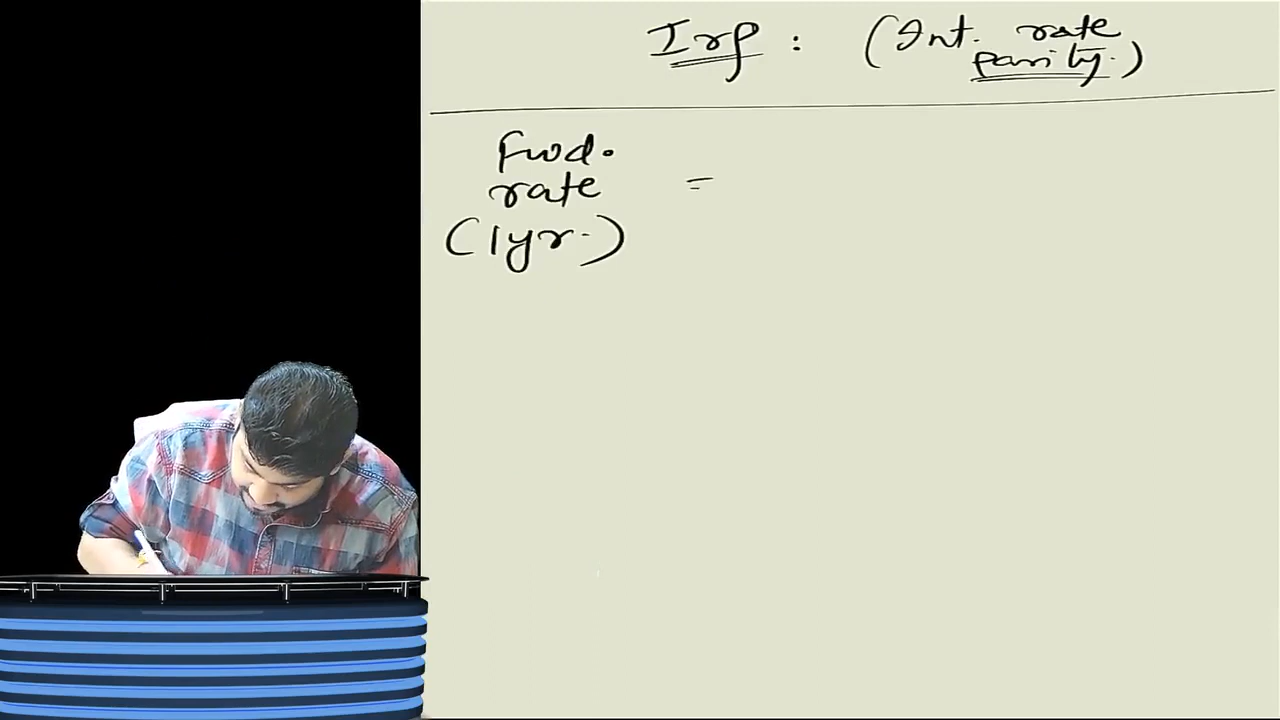 Irp : (Int. rate
parity.)
Fwd.
rate =
(1yr.)